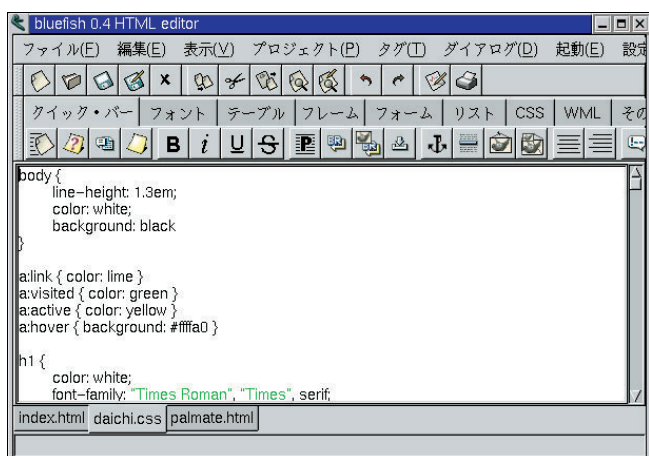 bluefish 0.4 HTML editor
ファイル(F) 編集(E) 表示(V) プロジェクト(P) タグ(T) ダイアログ(D) 起動(E) 設定
クイック・バー フォント テーブル フレーム フォーム リスト CSS WML その
B i U S P
body {
line-height: 1.3em;
color: white;
background: black
}
a:link { color: lime }
a:visited { color: green }
a:active { color: yellow }
a:hover { background: #ffffa0 }
h1 {
color: white;
font-family: "Times Roman", "Times", serif;
index.html daichi.css palmate.html